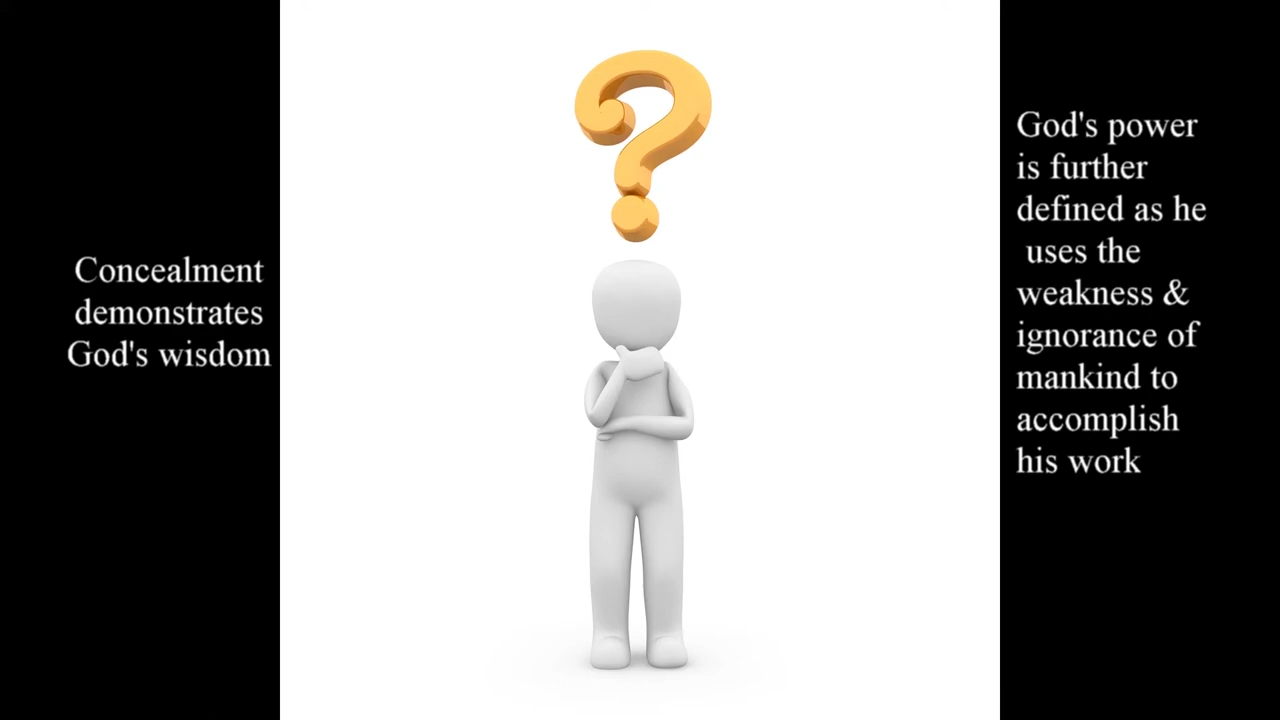 Concealment
demonstrates
God's wisdom
God's power
is further
defined as he
uses the
weakness &
ignorance of
mankind to
accomplish
his work